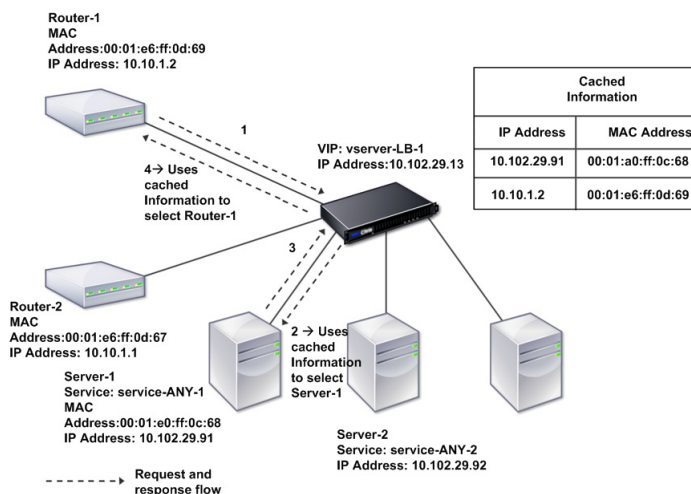 Router-1
MAC
Address:00:01:e6:ff:0d:69
IP Address: 10.10.1.2
1
4→ Uses
cached
Information to
select Router-1
VIP: vserver-LB-1
IP Address:10.102.29.13
Cached
Information
IP Address MAC Address
10.102.29.91 00:01:a0:ff:0c:68
10.10.1.2 00:01:e6:ff:0d:69
3
Router-2
MAC
Address:00:01:e6:ff:0d:67
IP Address: 10.10.1.1
2 → Uses
cached
Information
to select
Server-1
Server-1
Service: service-ANY-1
MAC
Address:00:01:e0:ff:0c:68
IP Address: 10.102.29.91
Server-2
Service: service-ANY-2
IP Address: 10.102.29.92
Request and
response flow